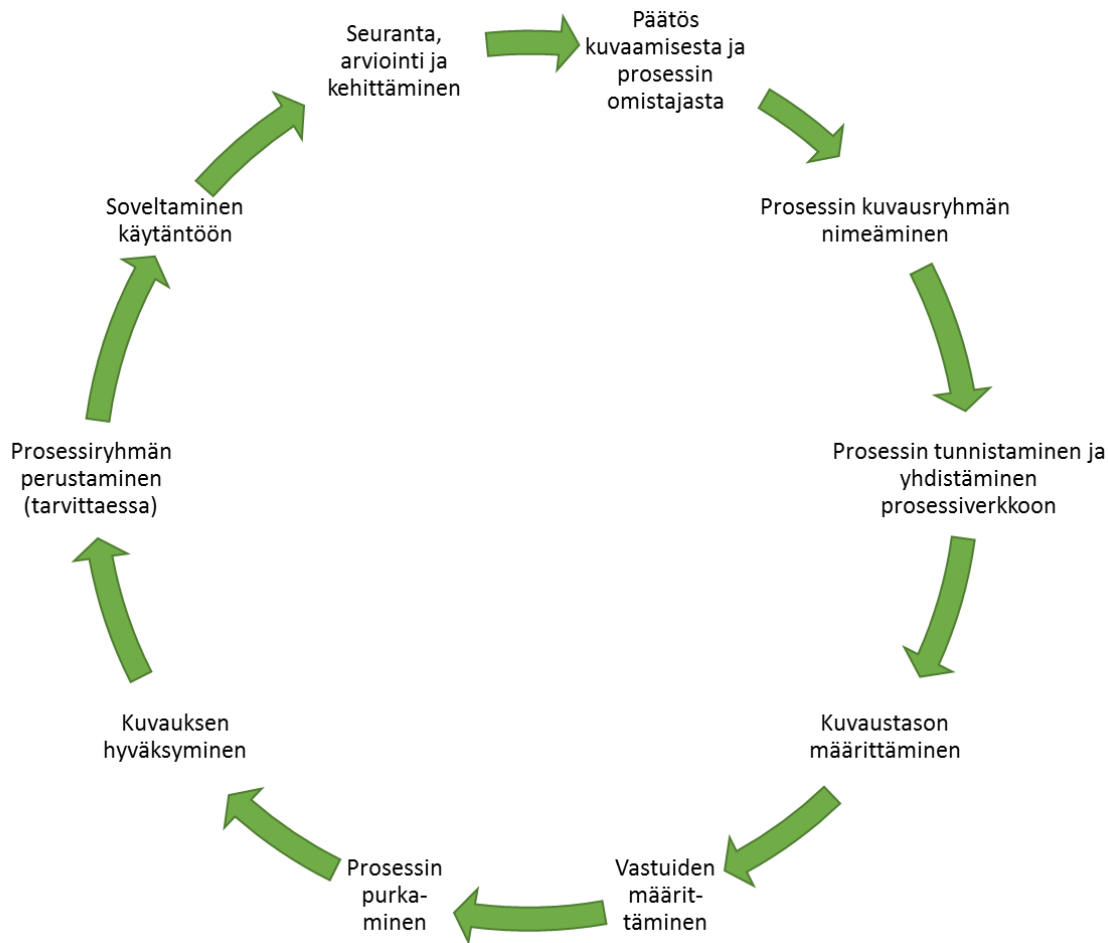 Seuranta,
arviointi ja
kehittäminen
Päätös
kuvaamisesta ja
prosessin
omistajasta
Prosessin kuvausryhmän
nimeäminen
Prosessin tunnistaminen ja
yhdistäminen
prosessiverkkoon
Kuvaustason
määrittäminen
Vastuiden
määrit-
täminen
Prosessin
purka-
minen
Kuvauksen
hyväksyminen
Prosessiryhmän
perustaminen
(tarvittaessa)
Soveltaminen
käytäntöön